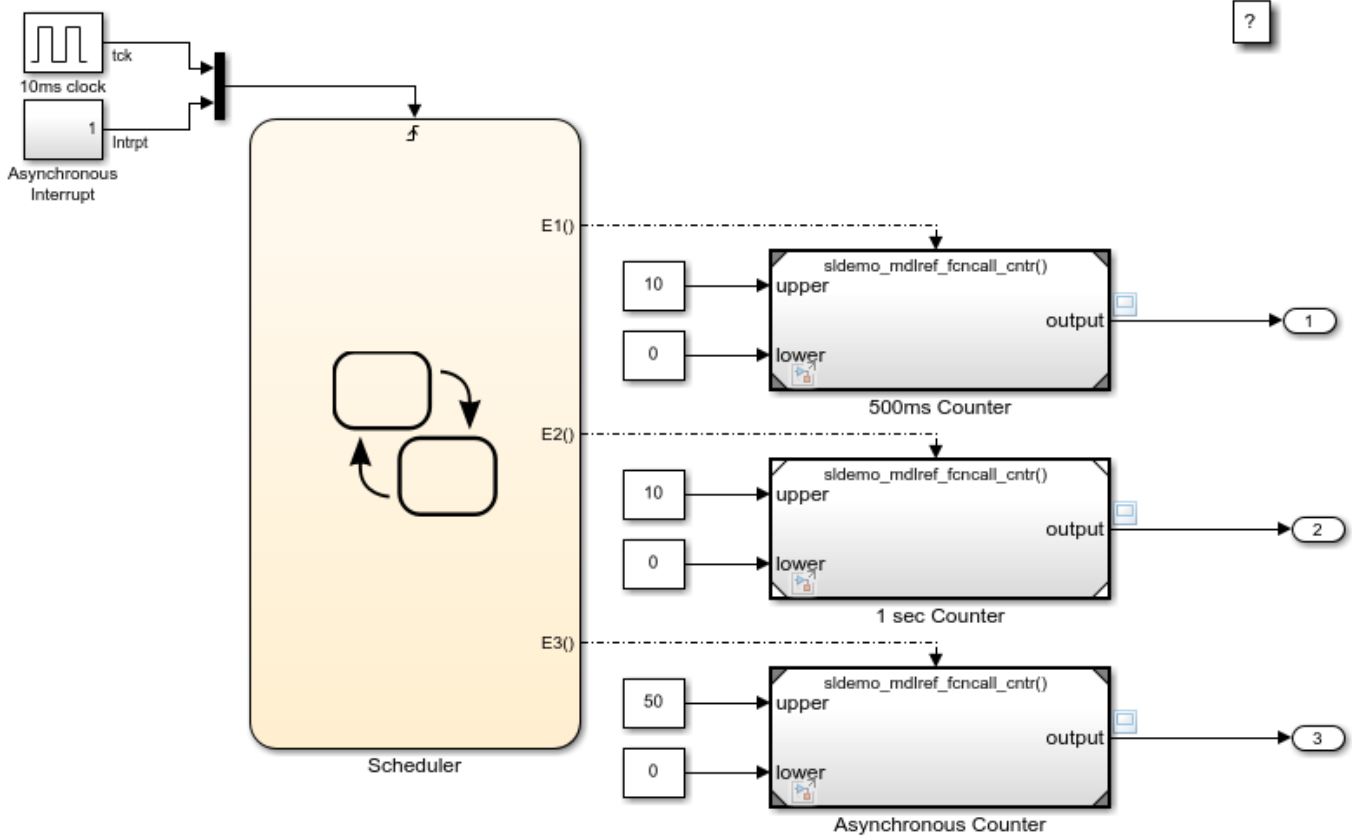 ?
tck
10ms clock
1
Intrpt
Asynchronous
Interrupt
E1()
sldemo_mdlref_fcncall_cntr()
10
upper
output
1
0
lower
500ms Counter
E2()
sldemo_mdlref_fcncall_cntr()
10
upper
output
2
0
lower
1 sec Counter
E3()
sldemo_mdlref_fcncall_cntr()
50
upper
output
3
0
lower
Scheduler
Asynchronous Counter